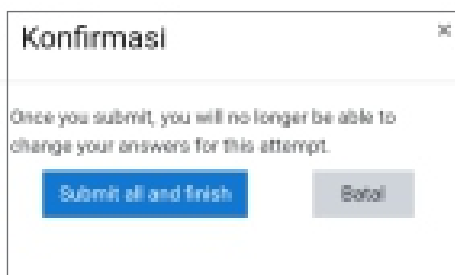 Konfirmasi
Once you submit, you will no longer be able to
change your answers for this attempt.
Submit all and finish
Batal